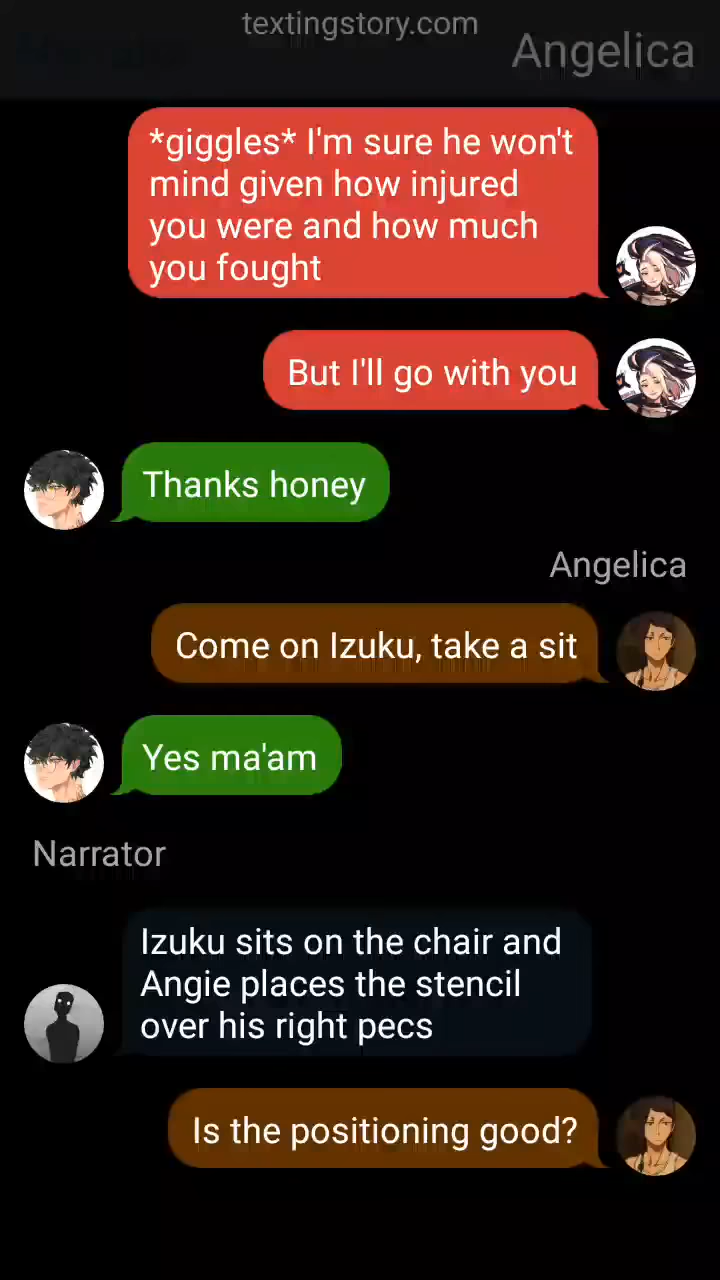 textingstory.com
Angelica
*giggles* I'm sure he won't
mind given how injured
you were and how much
you fought
But I'll go with you
Thanks honey
Angelica
Come on Izuku, take a sit
Yes ma'am
Narrator
Izuku sits on the chair and
Angie places the stencil
over his right pecs
Is the positioning good?